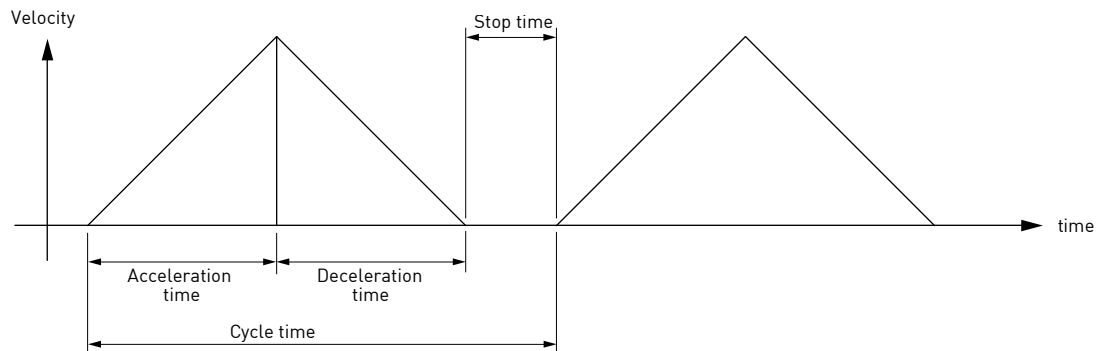 Velocity
Stop time
time
Acceleration
time
Deceleration
time
Cycle time